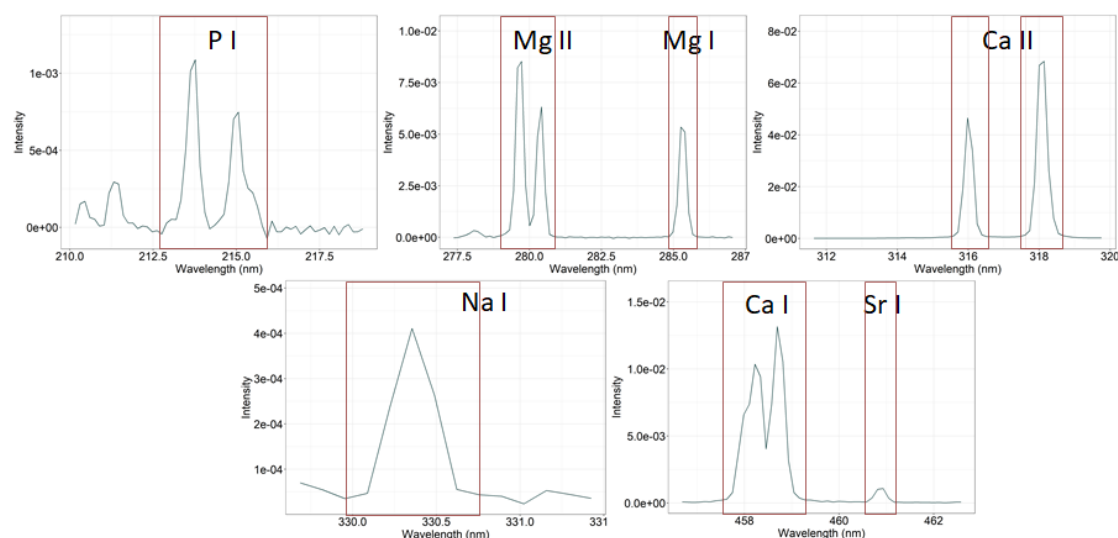 P I
1e-03
5e-04
0e+00
Intensity
210.0 212.5 215.0 217.5
Wavelength (nm)
Mg II Mg I
1.0e-02
7.5e-03
5.0e-03
2.5e-03
0.0e+00
Intensity
277.5 280.0 282.5 285.0 287
Wavelength (nm)
Ca II
8e-02
6e-02
4e-02
2e-02
0e+00
Intensity
312 314 316 318 320
Wavelength (nm)
Na I
5e-04
4e-04
3e-04
2e-04
1e-04
Intensity
330.0 330.5 331.0 331
Wavelength (nm)
Ca I Sr I
1.5e-02
1.0e-02
5.0e-03
0.0e+00
Intensity
458 460 462
Wavelength (nm)